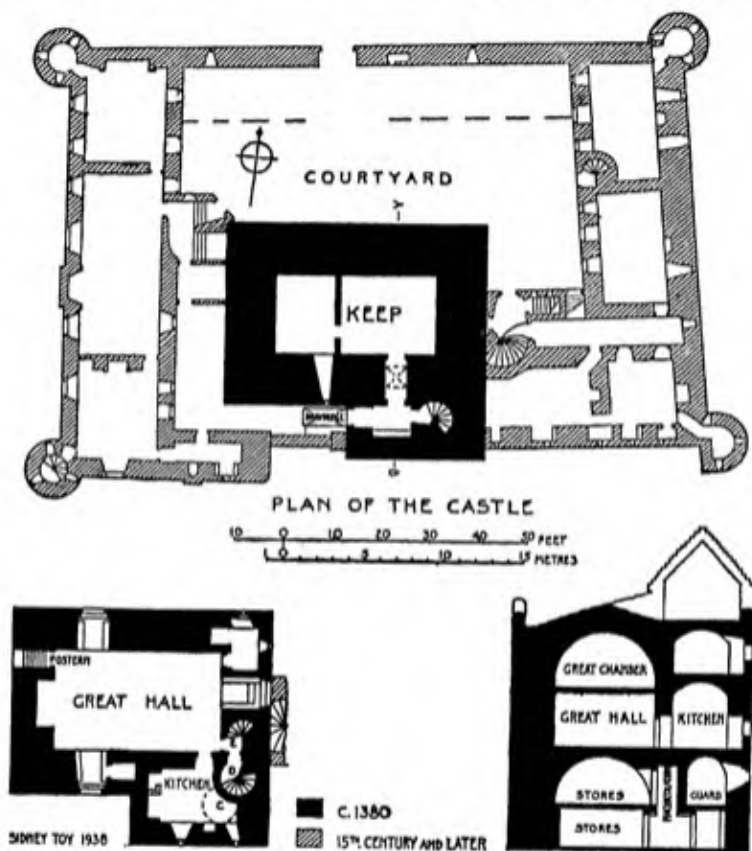 COURTYARD
Y
KEEP
PLAN OF THE CASTLE
10 0 10 20 30 40 50 FEET
0 5 10 15 METRES
POSTERN
GREAT HALL
KITCHEN
E
D
C
SIDNEY TOY 1938
C.1380
15TH CENTURY AND LATER
GREAT CHAMBER
GREAT HALL
KITCHEN
STORES
GUARD
STORES